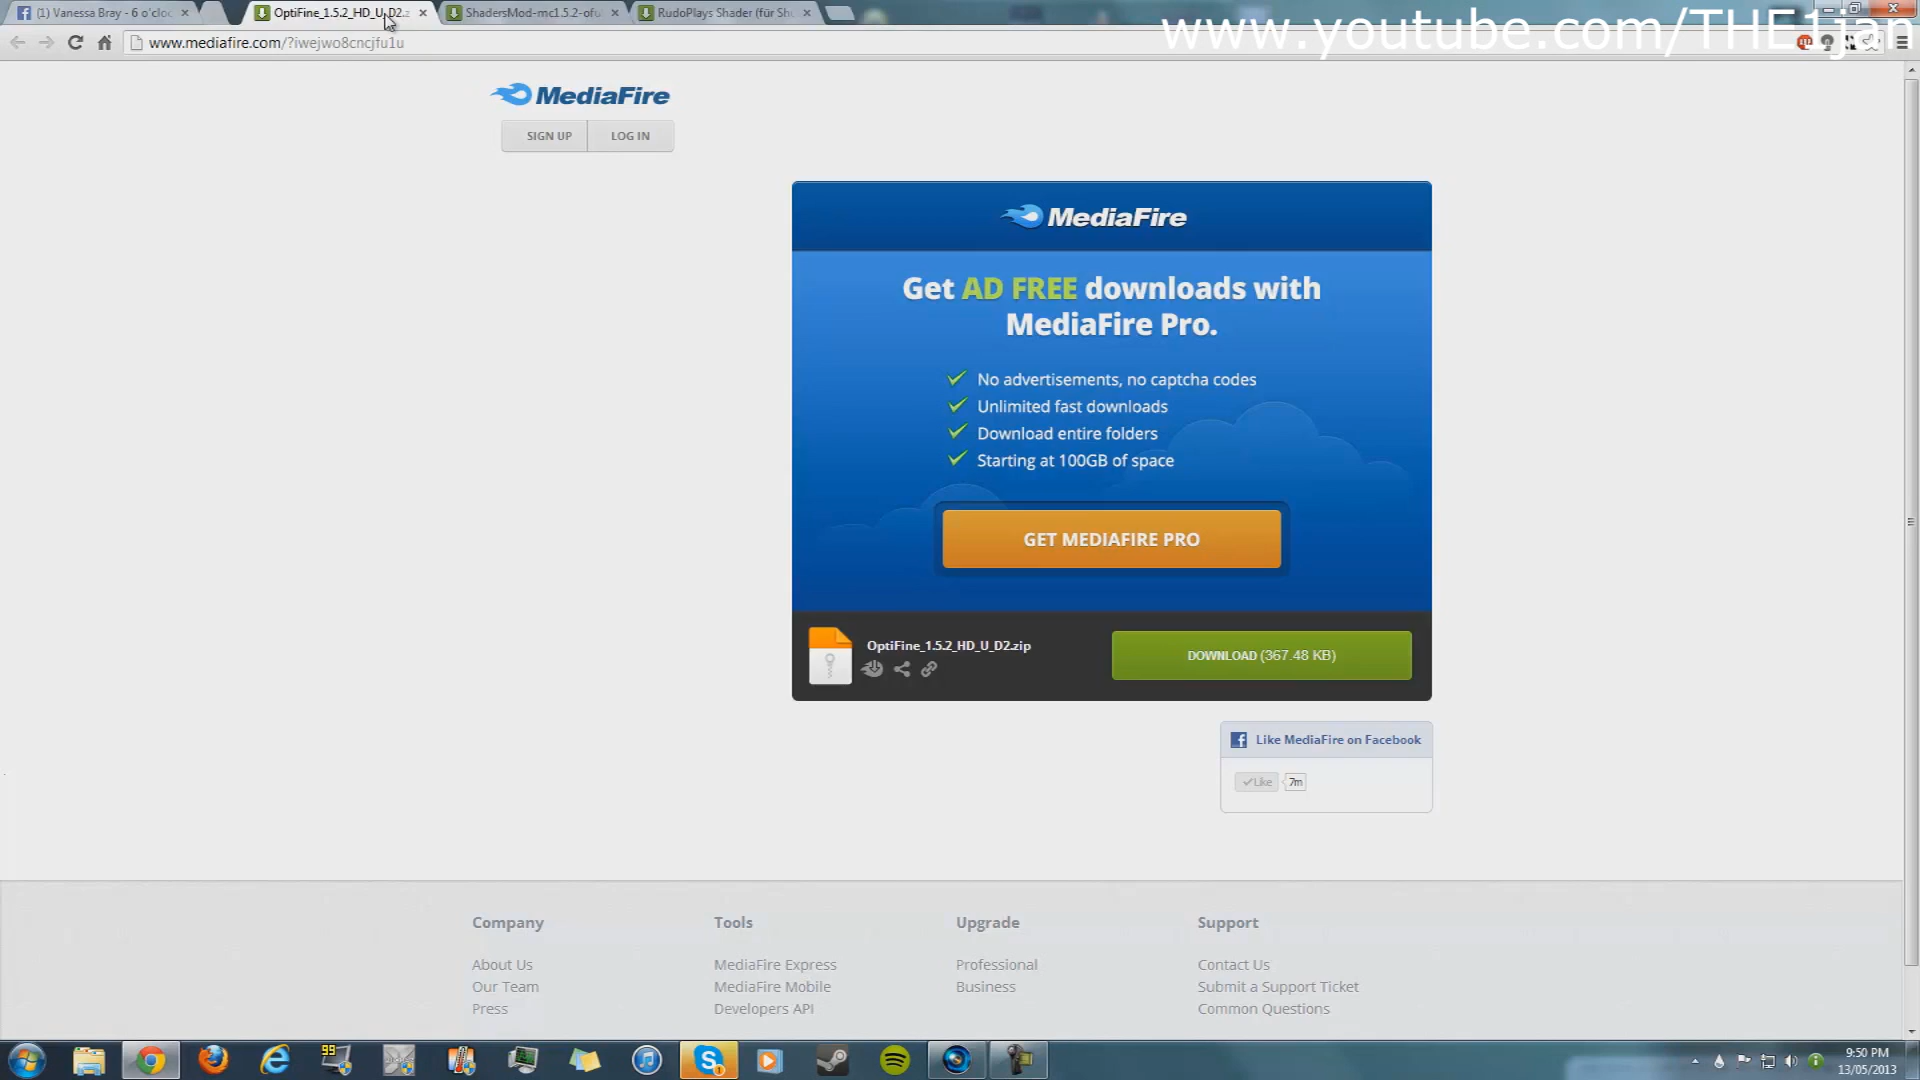 (1) Vanessa Bray - 6 o'cloc
OptiFine_1.5.2_HD_U_D2.z
ShadersMod-mc1.5.2-ofu
RudoPlays Shader (für Sh
www.youtube.com/THE1jan
www.mediafire.com/?iwejwo8cncjfu1u
MediaFire
SIGN UP
LOG IN
MediaFire
Get AD FREE downloads with
MediaFire Pro.
No advertisements, no captcha codes
Unlimited fast downloads
Download entire folders
Starting at 100GB of space
GET MEDIAFIRE PRO
OptiFine_1.5.2_HD_U_D2.zip
DOWNLOAD (367.48 KB)
Like MediaFire on Facebook
Like
7m
Company
Tools
Upgrade
Support
About Us
MediaFire Express
Professional
Contact Us
Our Team
MediaFire Mobile
Business
Submit a Support Ticket
Press
Developers API
Common Questions
99
9:50 PM
13/05/2013